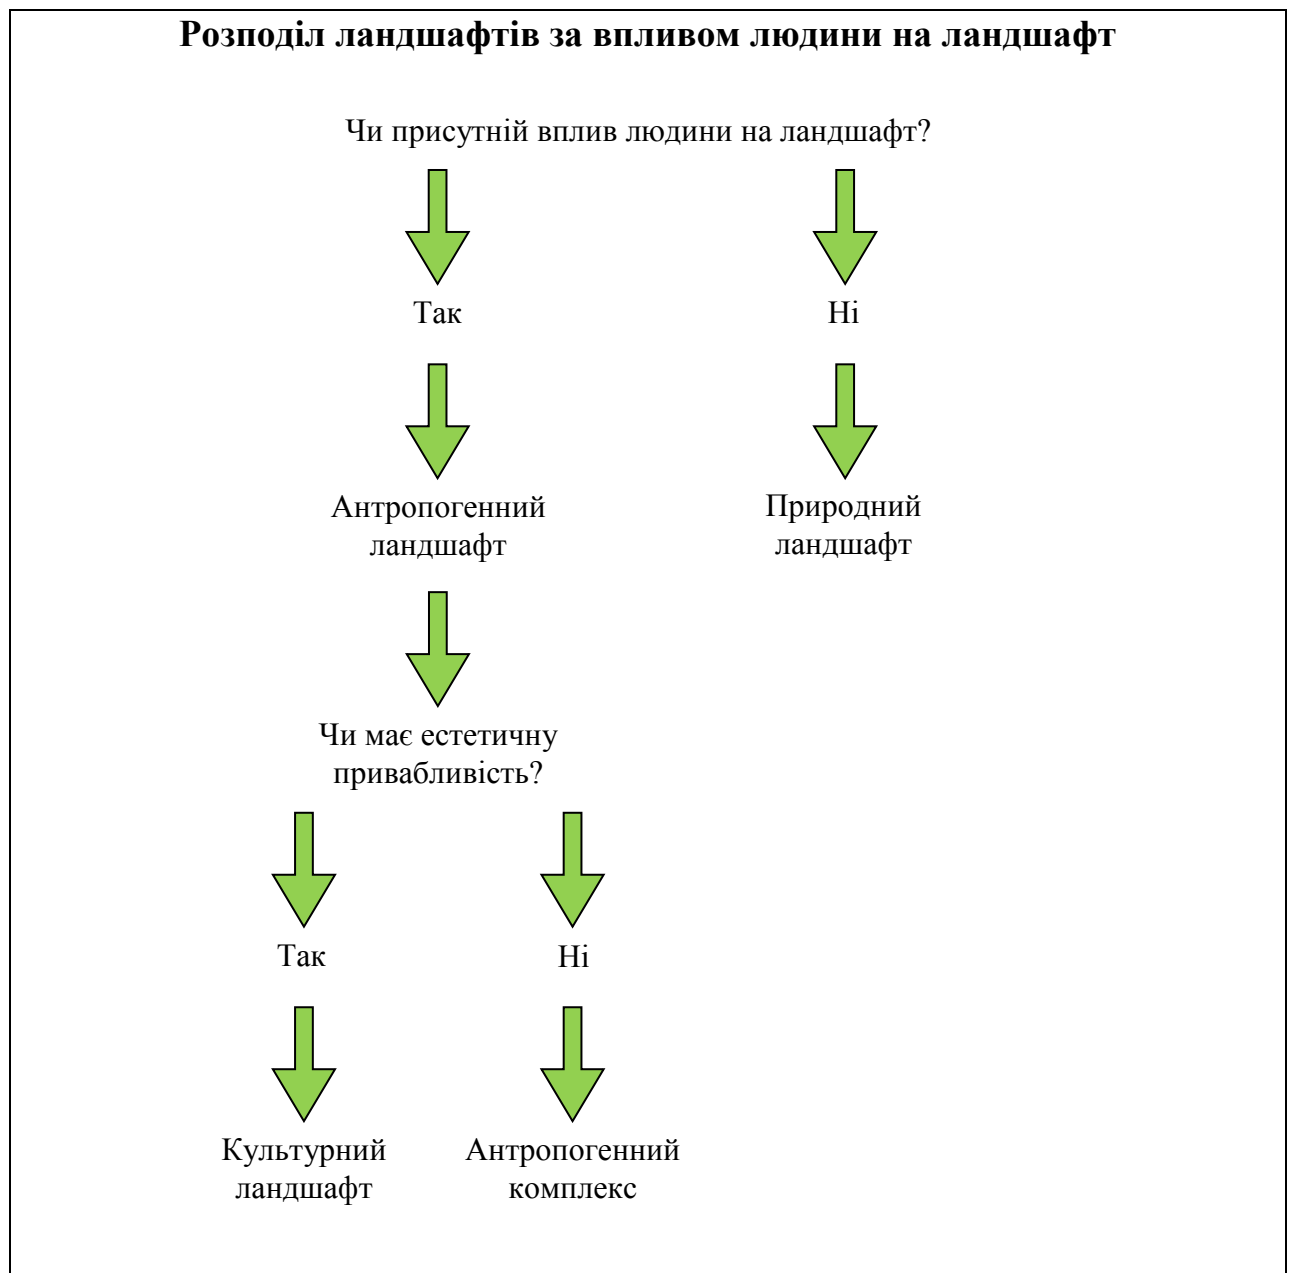 Розподіл ландшафтів за впливом людини на ландшафт
Чи присутній вплив людини на ландшафт?
Так
Ні
Антропогенний
ландшафт
Природний
ландшафт
Чи має естетичну
привабливість?
Так
Ні
Культурний
ландшафт
Антропогенний
комплекс